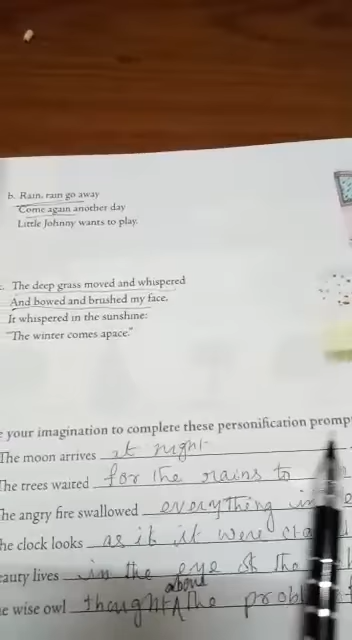 b. Rain, rain go away
Come again another day
Little Johnny wants to play.
The deep grass moved and whispered
And bowed and brushed my face,
It whispered in the sunshine:
"The winter comes apace."
your imagination to complete these personification
The moon arrives at night
The trees waited for the rains to
The angry fire swallowed everything in
he clock looks as if it were
eauty lives in the eye of the
about
e wise owl thought the